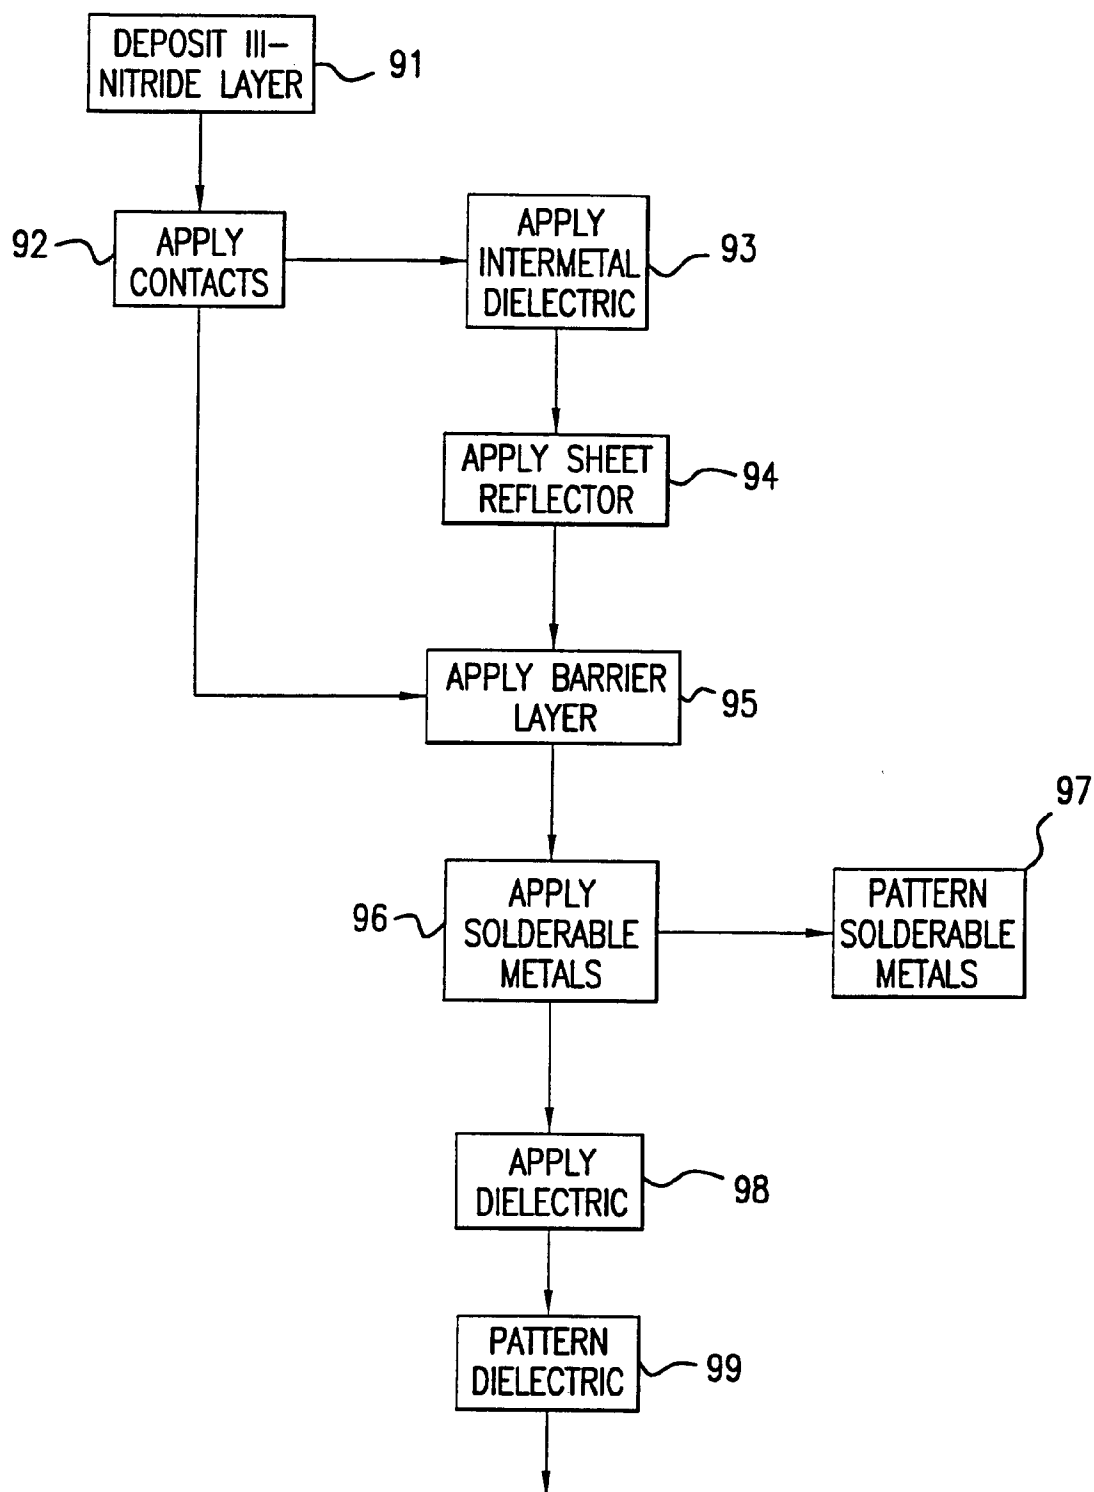 DEPOSIT III-
NITRIDE LAYER
91
92
APPLY
CONTACTS
APPLY
INTERMETAL
DIELECTRIC
93
APPLY SHEET
REFLECTOR
94
APPLY BARRIER
LAYER
95
96
APPLY
SOLDERABLE
METALS
97
PATTERN
SOLDERABLE
METALS
APPLY
DIELECTRIC
98
PATTERN
DIELECTRIC
99